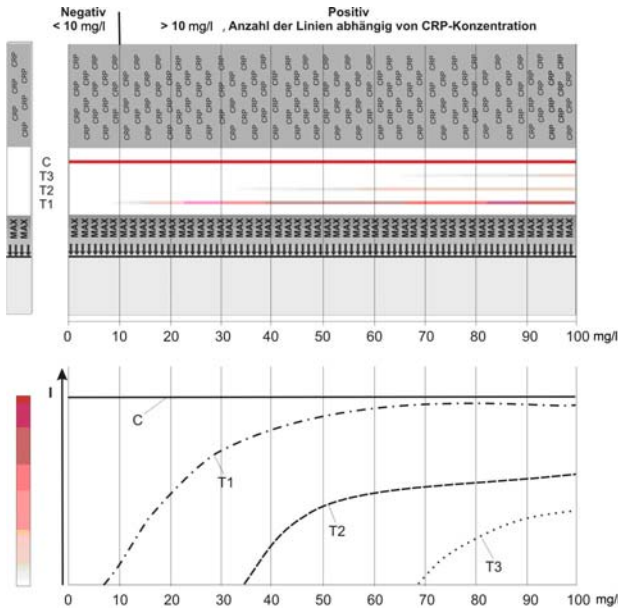 Negativ
< 10 mg/l
Positiv
> 10 mg/l , Anzahl der Linien abhängig von CRP-Konzentration
C
T3
T2
T1
0 10 20 30 40 50 60 70 80 90 100 mg/l
I
C
T1
T2
T3
0 10 20 30 40 50 60 70 80 90 100 mg/l